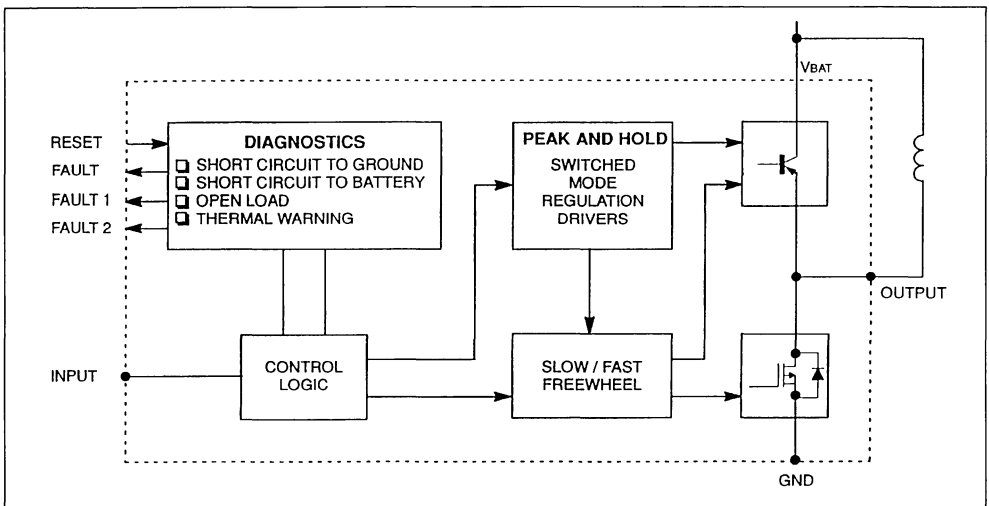 VBAT
RESET
FAULT
FAULT 1
FAULT 2
DIAGNOSTICS
❑ SHORT CIRCUIT TO GROUND
❑ SHORT CIRCUIT TO BATTERY
❑ OPEN LOAD
❑ THERMAL WARNING
PEAK AND HOLD
SWITCHED
MODE
REGULATION
DRIVERS
OUTPUT
INPUT
CONTROL
LOGIC
SLOW / FAST
FREEWHEEL
GND